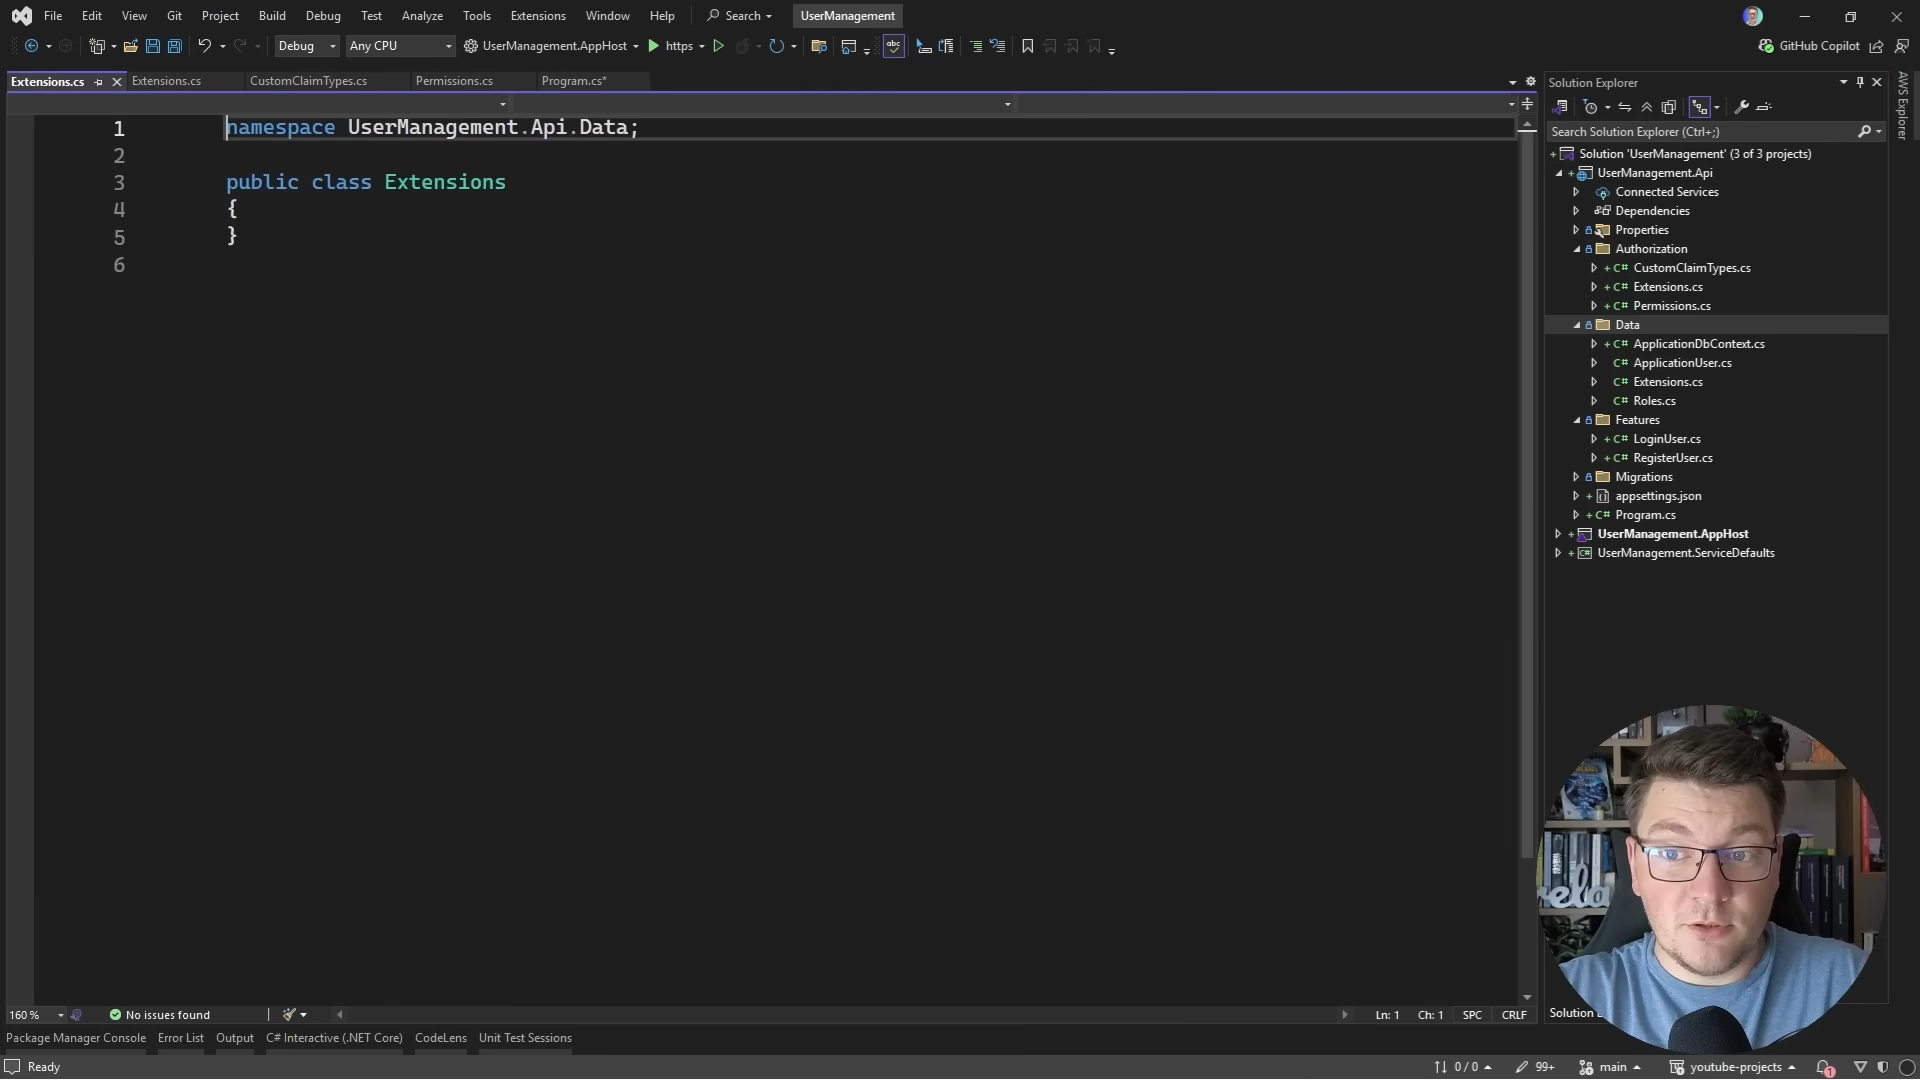 File Edit View Git Project Build Debug Test Analyze Tools Extensions Window Help Search UserManagement
Debug Any CPU UserManagement.AppHost https abc GitHub Copilot
Extensions.cs Extensions.cs CustomClaimTypes.cs Permissions.cs Program.cs*
1 namespace UserManagement.Api.Data;
2
3 public class Extensions
4 {
5 }
6
Solution Explorer
Search Solution Explorer (Ctrl+;)
Solution 'UserManagement' (3 of 3 projects)
UserManagement.Api
Connected Services
Dependencies
Properties
Authorization
C# CustomClaimTypes.cs
C# Extensions.cs
C# Permissions.cs
Data
C# ApplicationDbContext.cs
C# ApplicationUser.cs
C# Extensions.cs
C# Roles.cs
Features
C# LoginUser.cs
C# RegisterUser.cs
Migrations
appsettings.json
C# Program.cs
UserManagement.AppHost
UserManagement.ServiceDefaults
AWS Explorer
160 % No issues found Ln: 1 Ch: 1 SPC CRLF
Solution
Package Manager Console Error List Output C# Interactive (.NET Core) CodeLens Unit Test Sessions
Ready 0 / 0 99+ main youtube-projects 1